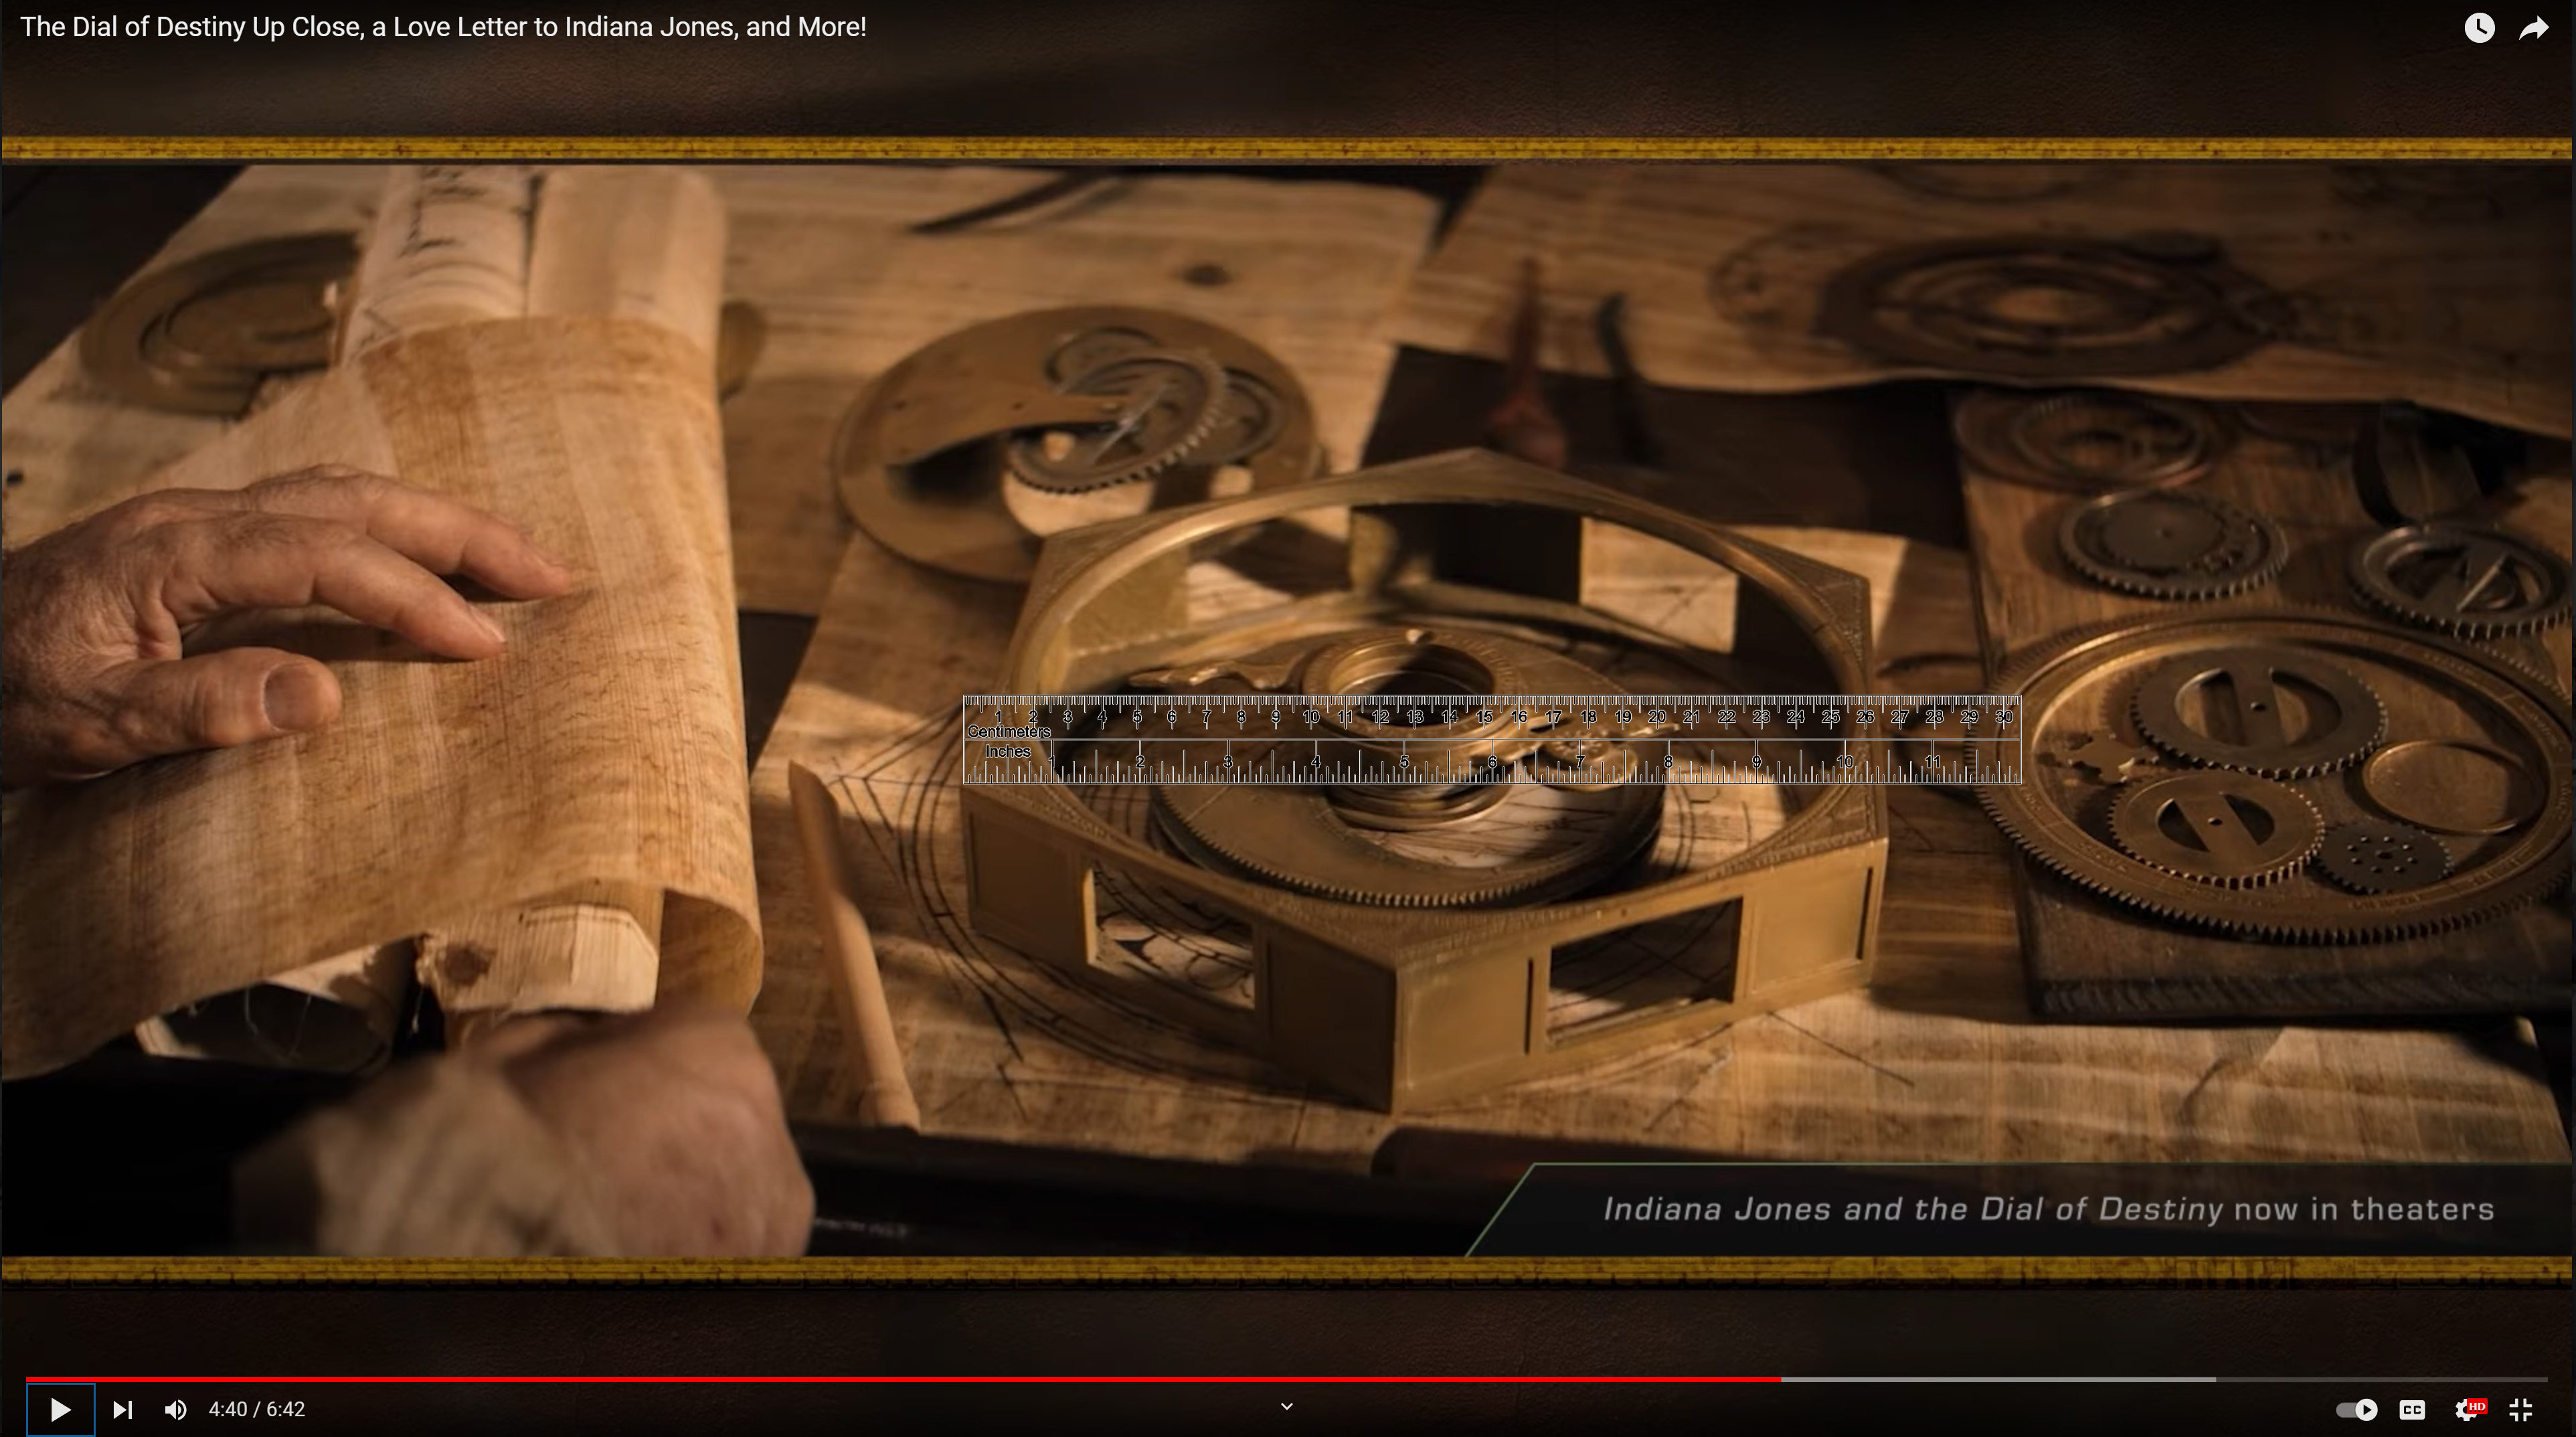 The Dial of Destiny Up Close, a Love Letter to Indiana Jones, and More!
1 2 3 4 5 6 7 8 9 10 11 12 13 14 15 16 17 18 19 20 21 22 23 24 25 26 27 28 29 30
Centimeters
Inches
1 2 3 4 5 6 7 8 9 10 11
Indiana Jones and the Dial of Destiny now in theaters
4:40 / 6:42
CC
HD